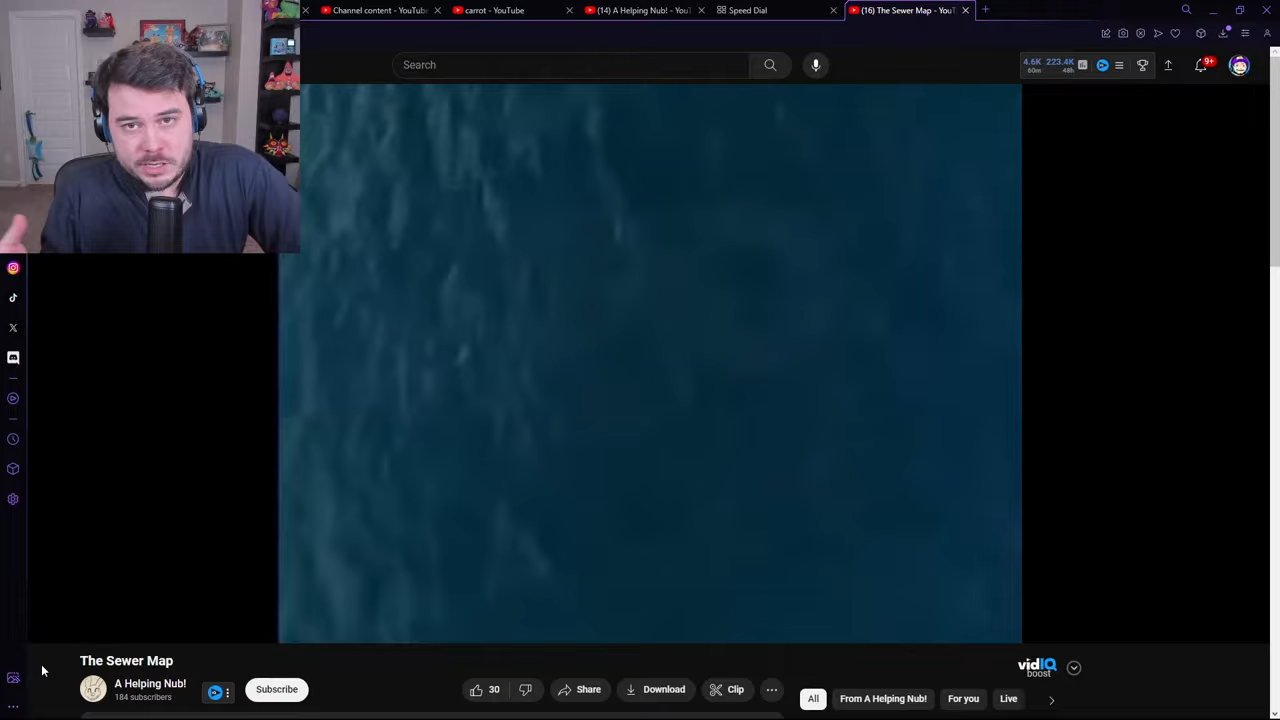 Channel content - YouTube
carrot - YouTube
(14) A Helping Nub! - YouT
Speed Dial
(16) The Sewer Map - YouT
Search
4.6K 223.4K
60m 48h
9+
The Sewer Map
A Helping Nub!
184 subscribers
Subscribe
30
Share
Download
Clip
vidIQ
boost
All
From A Helping Nub!
For you
Live